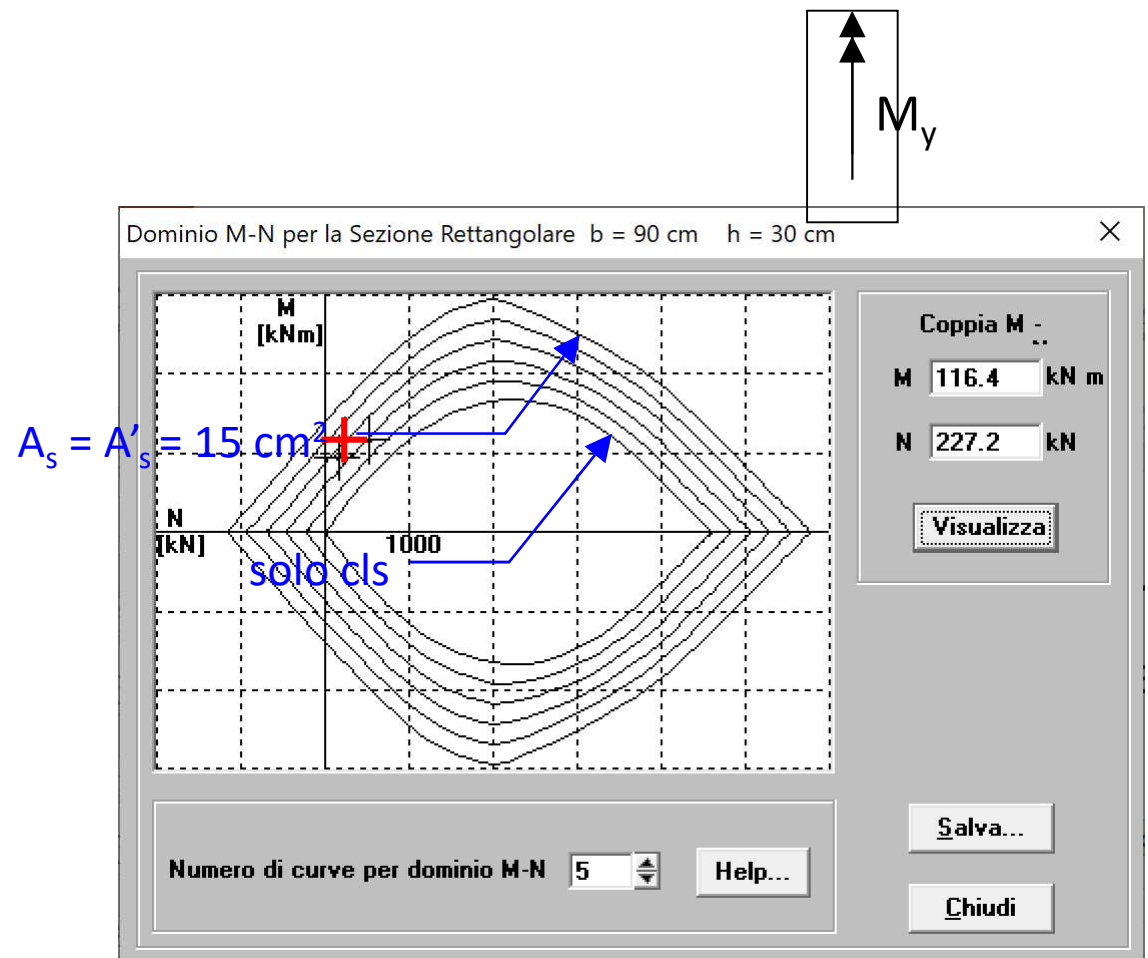 My
Dominio M-N per la Sezione Rettangolare b = 90 cm h = 30 cm
M
[kNm]
Coppia M -
M 116.4 kN m
As = A's = 15 cm2
N 227.2 kN
N
[kN]
1000
Visualizza
solo cls
Numero di curve per dominio M-N 5
Help...
Salva...
Chiudi